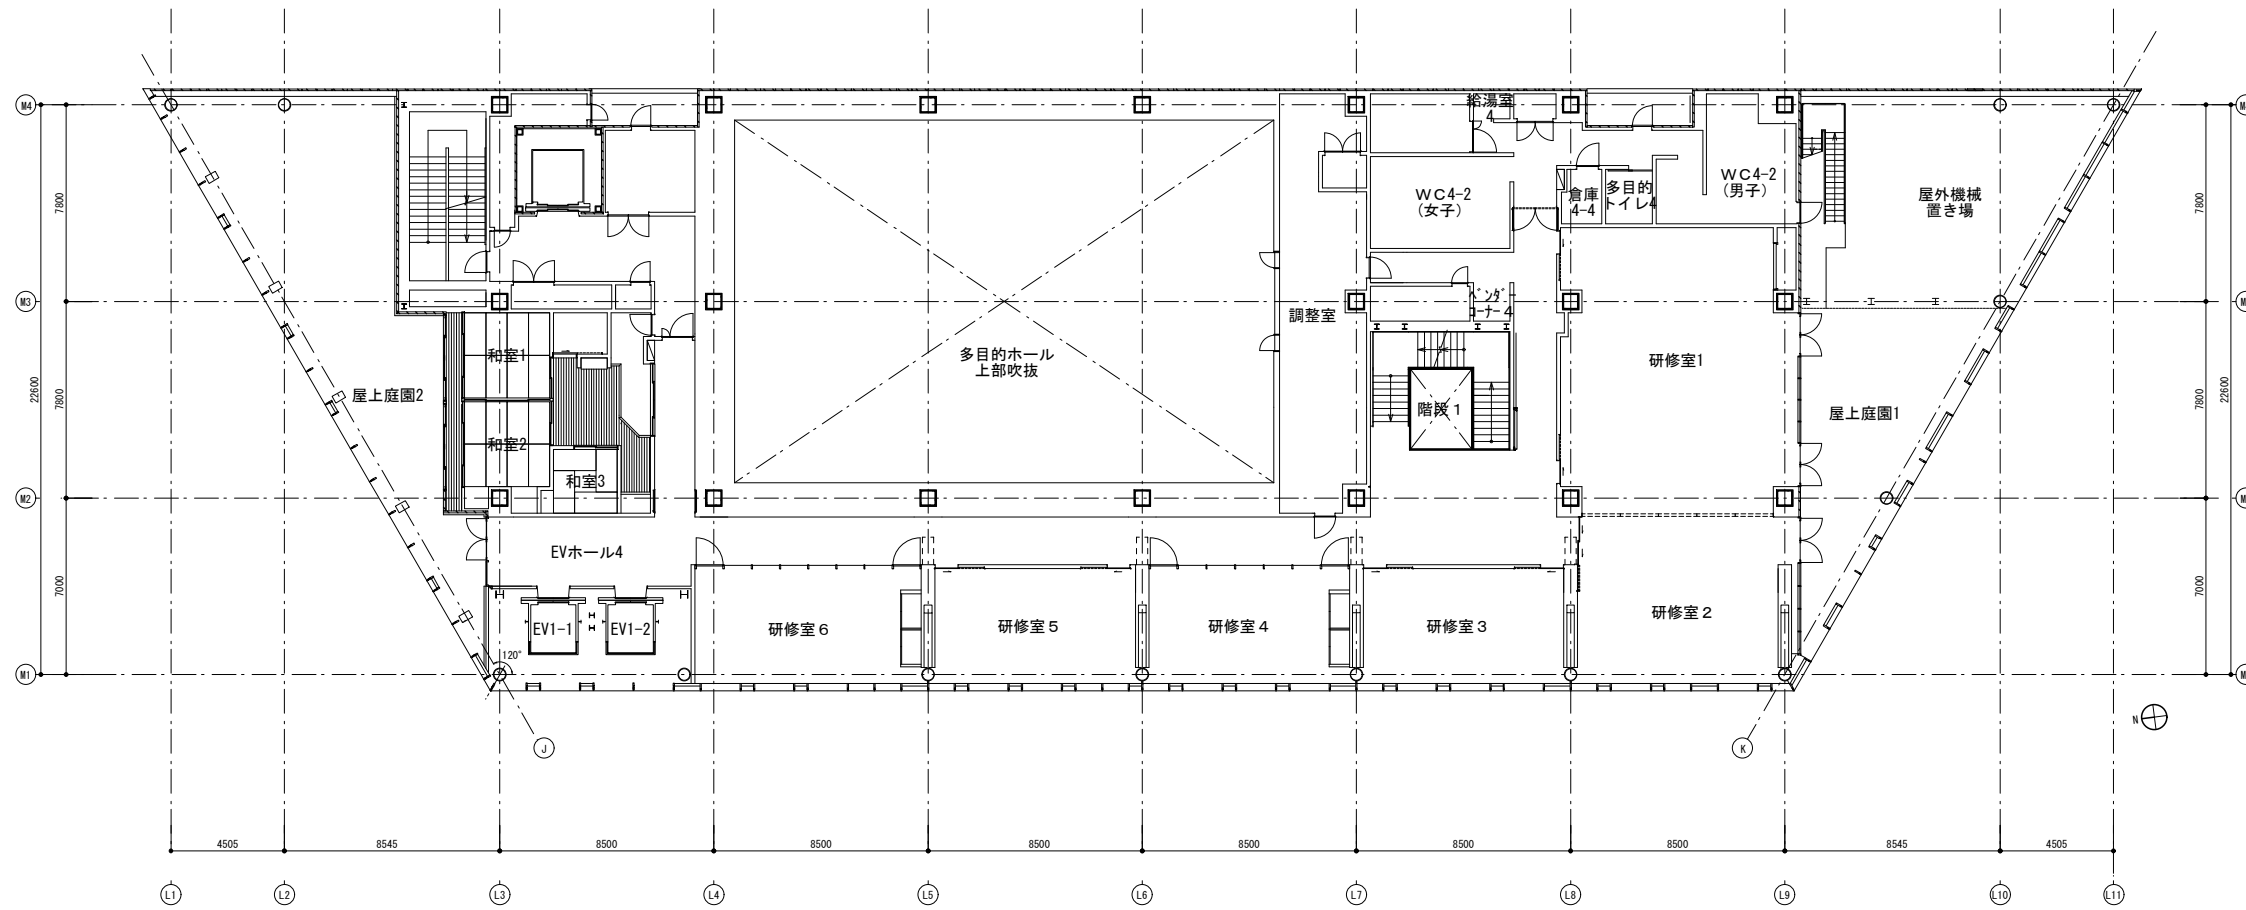 M4
7800
給湯室
4
WC4-2
(女子)
倉庫
4-4
多目的
トイレ4
WC4-2
(男子)
屋外機械
置き場
7800
M3
22600
7800
屋上庭園2
和室1
和室2
和室3
多目的ホール
上部吹抜
調整室
ベンダー
コーナー4
階段1
研修室1
屋上庭園1
7800
22600
M2
EVホール4
7000
EV1-1
EV1-2
研修室6
研修室5
研修室4
研修室3
研修室2
7000
M1
120°
N
J
K
4505
8545
8500
8500
8500
8500
8500
8500
8545
4505
L1
L2
L3
L4
L5
L6
L7
L8
L9
L10
L11